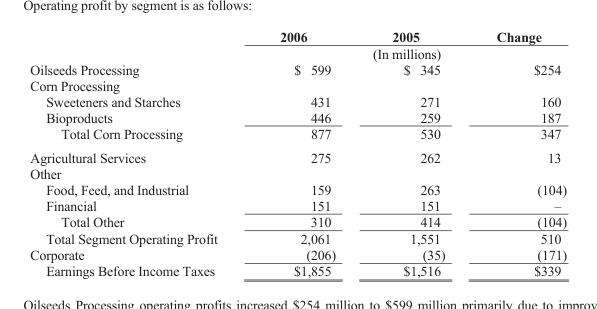 Operating profit by segment is as follows:
2006 2005 Change
(In millions)
Oilseeds Processing $ 599 $ 345 $254
Corn Processing
Sweeteners and Starches 431 271 160
Bioproducts 446 259 187
Total Corn Processing 877 530 347
Agricultural Services 275 262 13
Other
Food, Feed, and Industrial 159 263 (104)
Financial 151 151 –
Total Other 310 414 (104)
Total Segment Operating Profit 2,061 1,551 510
Corporate (206) (35) (171)
Earnings Before Income Taxes $1,855 $1,516 $339
Oilseeds Processing operating profits increased $254 million to $599 million primarily due to improv